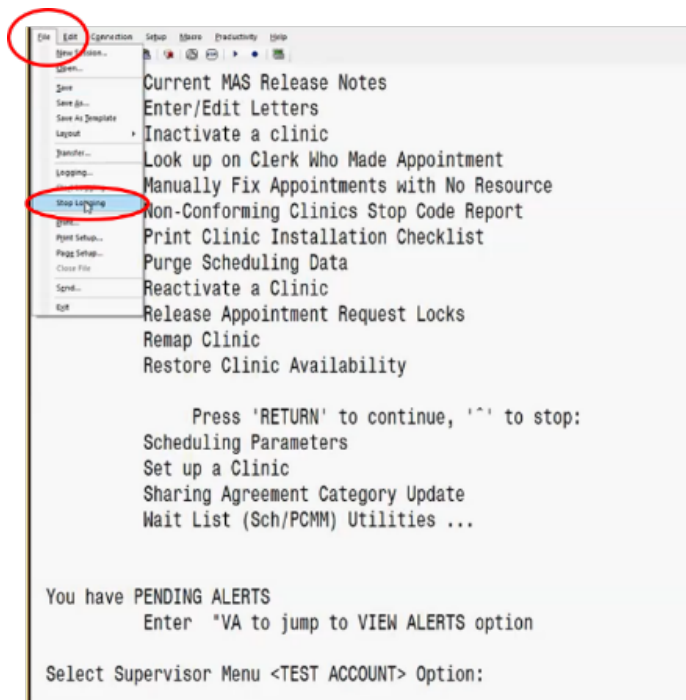 File Edit Connection Setup Macro Productivity Help
New Session...
Open...
Save
Save As...
Save As Template
Layout
Transfer...
Logging...
Stop Logging
Print...
Print Setup...
Page Setup...
Close File
Send...
Exit
Current MAS Release Notes
Enter/Edit Letters
Inactivate a clinic
Look up on Clerk Who Made Appointment
Manually Fix Appointments with No Resource
Non-Conforming Clinics Stop Code Report
Print Clinic Installation Checklist
Purge Scheduling Data
Reactivate a Clinic
Release Appointment Request Locks
Remap Clinic
Restore Clinic Availability
Press 'RETURN' to continue, '^' to stop:
Scheduling Parameters
Set up a Clinic
Sharing Agreement Category Update
Wait List (Sch/PCMM) Utilities ...
You have PENDING ALERTS
Enter "VA to jump to VIEW ALERTS option
Select Supervisor Menu <TEST ACCOUNT> Option: